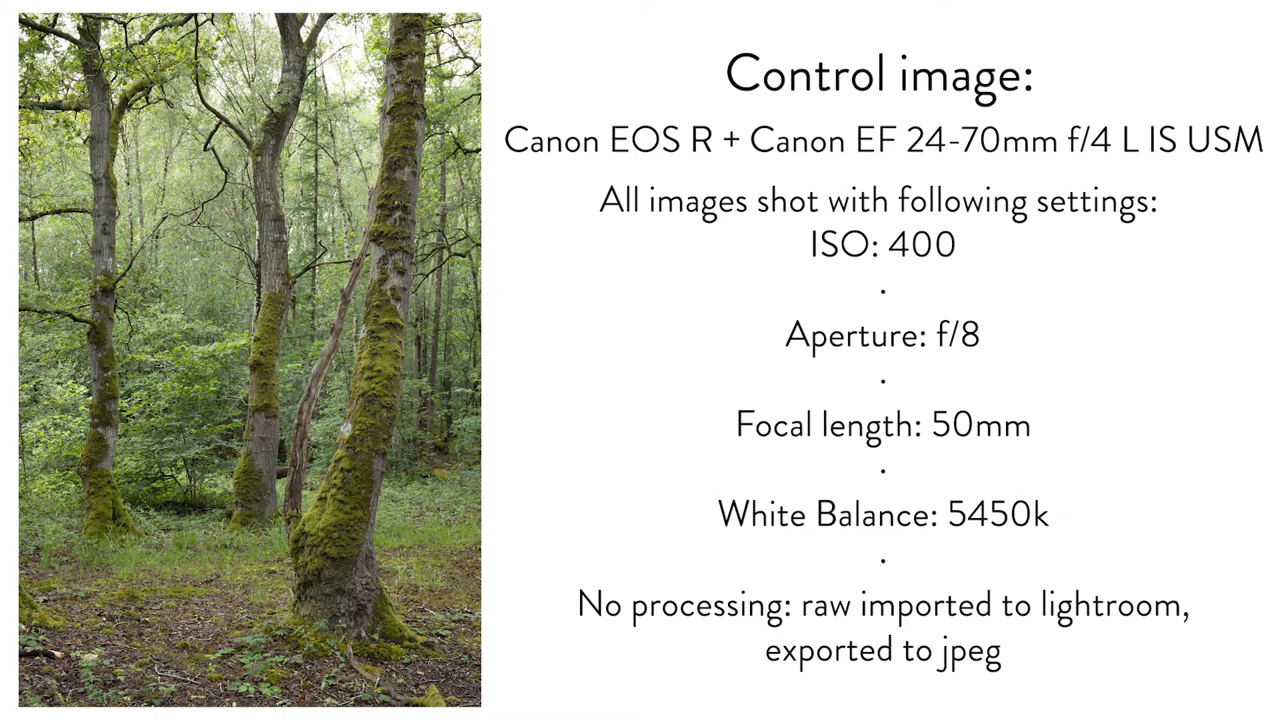 Control image:
Canon EOS R + Canon EF 24-70mm f/4 L IS USM
All images shot with following settings:
ISO: 400
.
Aperture: f/8
.
Focal length: 50mm
.
White Balance: 5450k
.
No processing: raw imported to lightroom,
exported to jpeg